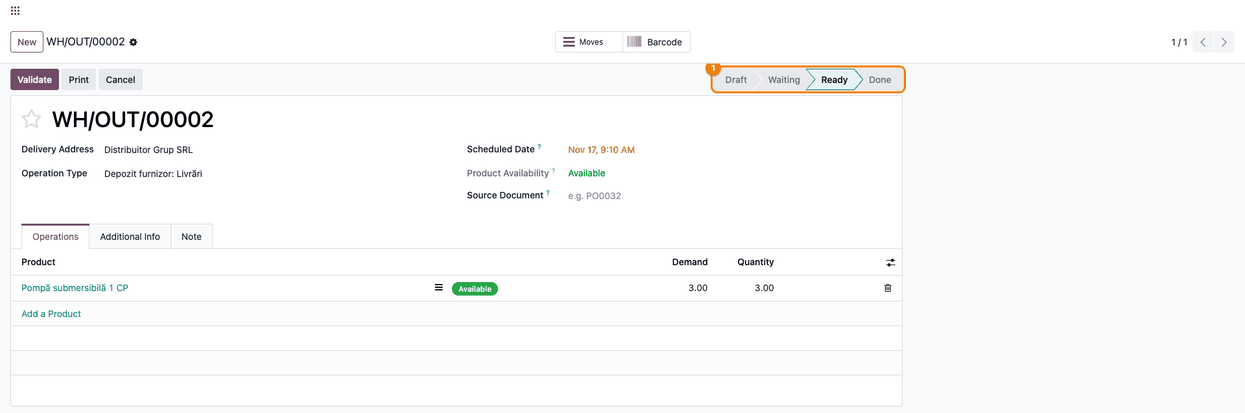 New WH/OUT/00002 Moves Barcode 1 / 1
Validate Print Cancel 1 Draft Waiting Ready Done
WH/OUT/00002
Delivery Address Distribuitor Grup SRL Scheduled Date ? Nov 17, 9:10 AM
Operation Type Depozit furnizor: Livrări Product Availability ? Available
Source Document ? e.g. PO0032
Operations Additional Info Note
Product Demand Quantity
Pompă submersibilă 1 CP Available 3.00 3.00
Add a Product